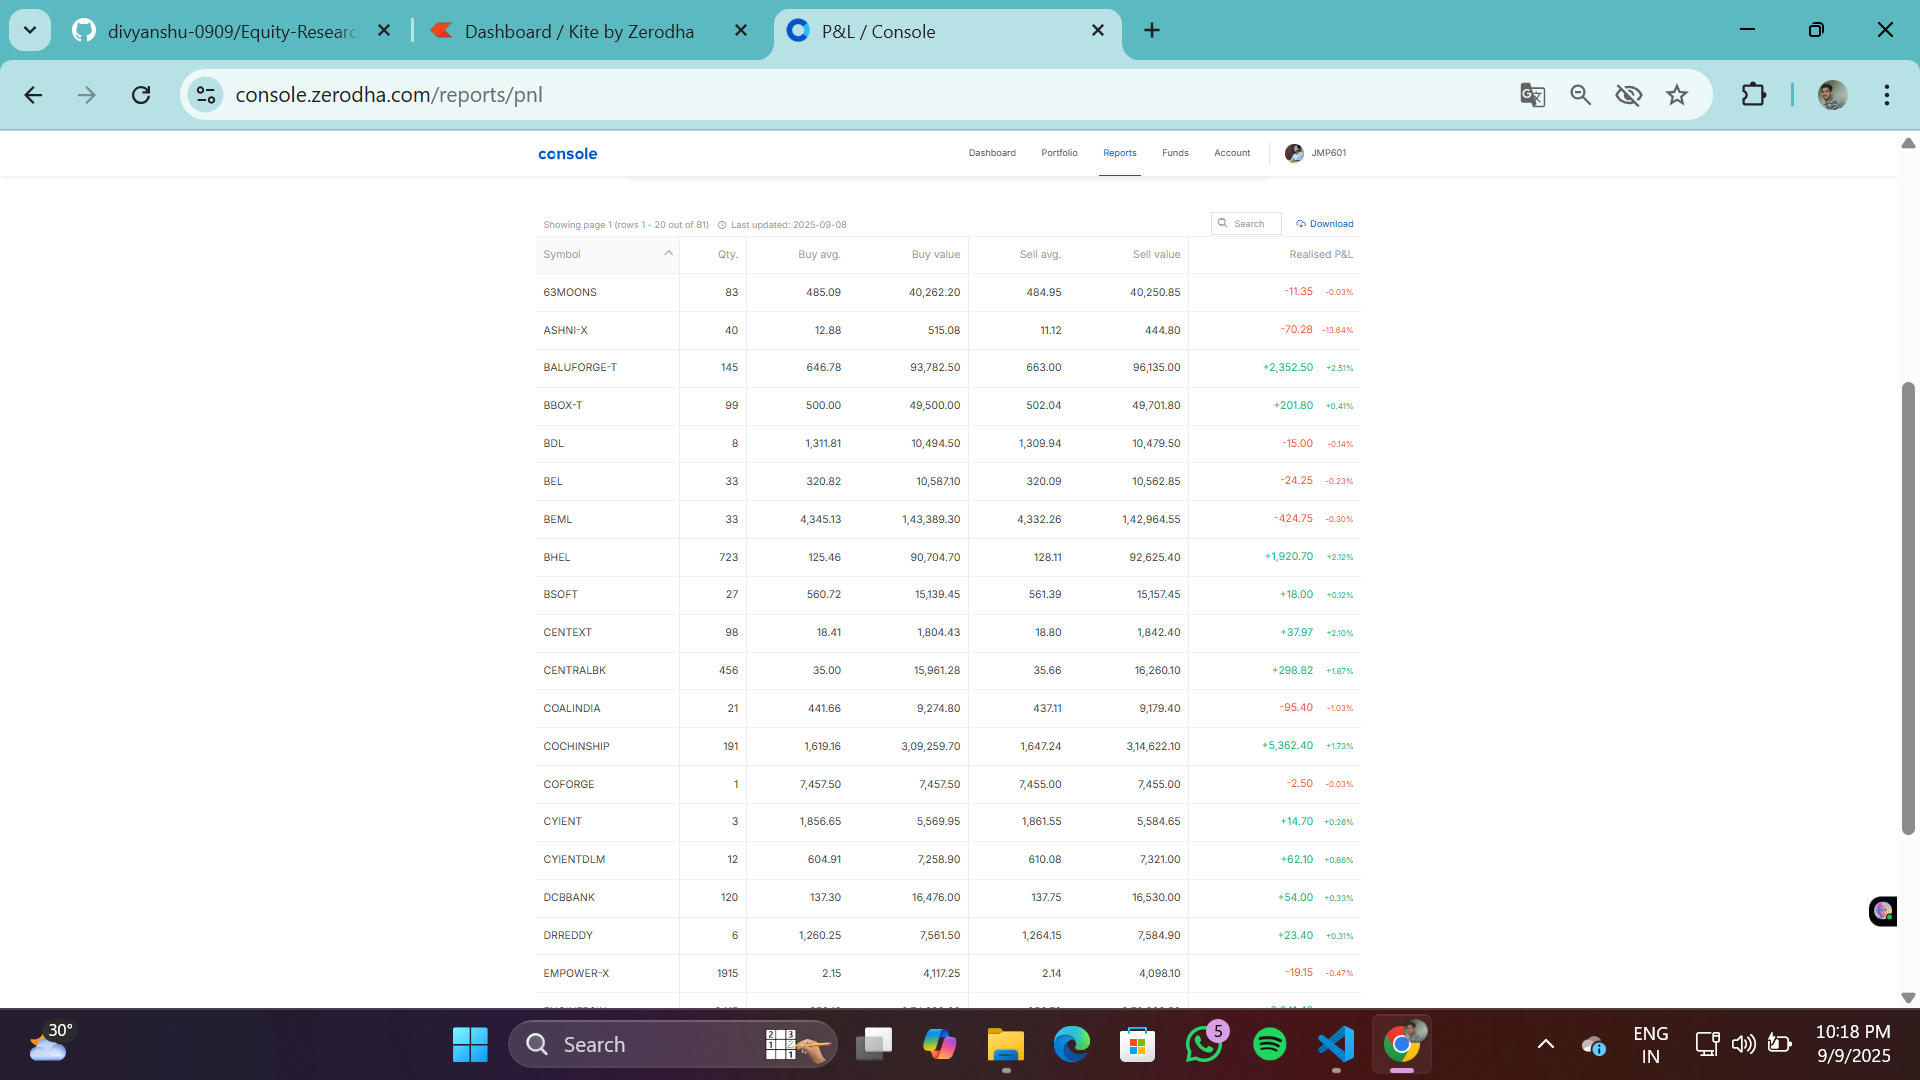 divyanshu-0909/Equity-Researc
Dashboard / Kite by Zerodha
P&L / Console
console.zerodha.com/reports/pnl
console
Dashboard Portfolio Reports Funds Account JMP601
Showing page 1 (rows 1 - 20 out of 81) Last updated: 2025-09-08 Search Download
Symbol Qty. Buy avg. Buy value Sell avg. Sell value Realised P&L
63MOONS 83 485.09 40,262.20 484.95 40,250.85 -11.35 -0.03%
ASHNI-X 40 12.88 515.08 11.12 444.80 -70.28 -13.64%
BALUFORGE-T 145 646.78 93,782.50 663.00 96,135.00 +2,352.50 +2.51%
BBOX-T 99 500.00 49,500.00 502.04 49,701.80 +201.80 +0.41%
BDL 8 1,311.81 10,494.50 1,309.94 10,479.50 -15.00 -0.14%
BEL 33 320.82 10,587.10 320.09 10,562.85 -24.25 -0.23%
BEML 33 4,345.13 1,43,389.30 4,332.26 1,42,964.55 -424.75 -0.30%
BHEL 723 125.46 90,704.70 128.11 92,625.40 +1,920.70 +2.12%
BSOFT 27 560.72 15,139.45 561.39 15,157.45 +18.00 +0.12%
CENTEXT 98 18.41 1,804.43 18.80 1,842.40 +37.97 +2.10%
CENTRALBK 456 35.00 15,961.28 35.66 16,260.10 +298.82 +1.87%
COALINDIA 21 441.66 9,274.80 437.11 9,179.40 -95.40 -1.03%
COCHINSHIP 191 1,619.16 3,09,259.70 1,647.24 3,14,622.10 +5,362.40 +1.73%
COFORGE 1 7,457.50 7,457.50 7,455.00 7,455.00 -2.50 -0.03%
CYIENT 3 1,856.65 5,569.95 1,861.55 5,584.65 +14.70 +0.26%
CYIENTDLM 12 604.91 7,258.90 610.08 7,321.00 +62.10 +0.86%
DCBBANK 120 137.30 16,476.00 137.75 16,530.00 +54.00 +0.33%
DRREDDY 6 1,260.25 7,561.50 1,264.15 7,584.90 +23.40 +0.31%
EMPOWER-X 1915 2.15 4,117.25 2.14 4,098.10 -19.15 -0.47%
30°
Search
5
ENG
IN
10:18 PM
9/9/2025